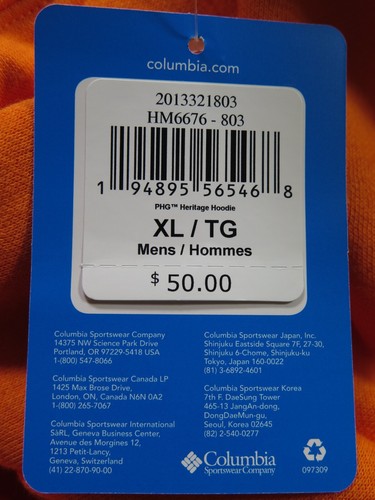 columbia.com
2013321803
HM6676 - 803
1 94895 56546 8
PHG™ Heritage Hoodie
XL / TG
Mens / Hommes
$ 50.00
Columbia Sportswear Company
14375 NW Science Park Drive
Portland, OR 97229-5418 USA
1-(800) 547-8066
Columbia Sportswear Canada LP
1425 Max Brose Drive,
London, ON, Canada N6N 0A2
1-(800) 265-7067
Columbia Sportswear International
SàRL, Geneva Business Center,
Avenue des Morgines 12,
1213 Petit-Lancy,
Geneva, Switzerland
(41) 22-870-90-00
Columbia Sportswear Japan, Inc.
Shinjuku Eastside Square 7F, 27-30,
Shinjuku 6-Chome, Shinjuku-ku
Tokyo, Japan 160-0022
(81) 3-6892-4601
Columbia Sportswear Korea
7th F. DaeSung Tower
465-13 JangAn-dong,
DongDaeMun-gu,
Seoul, Korea 02645
(82) 2-540-0277
Columbia
Sportswear Company
097309